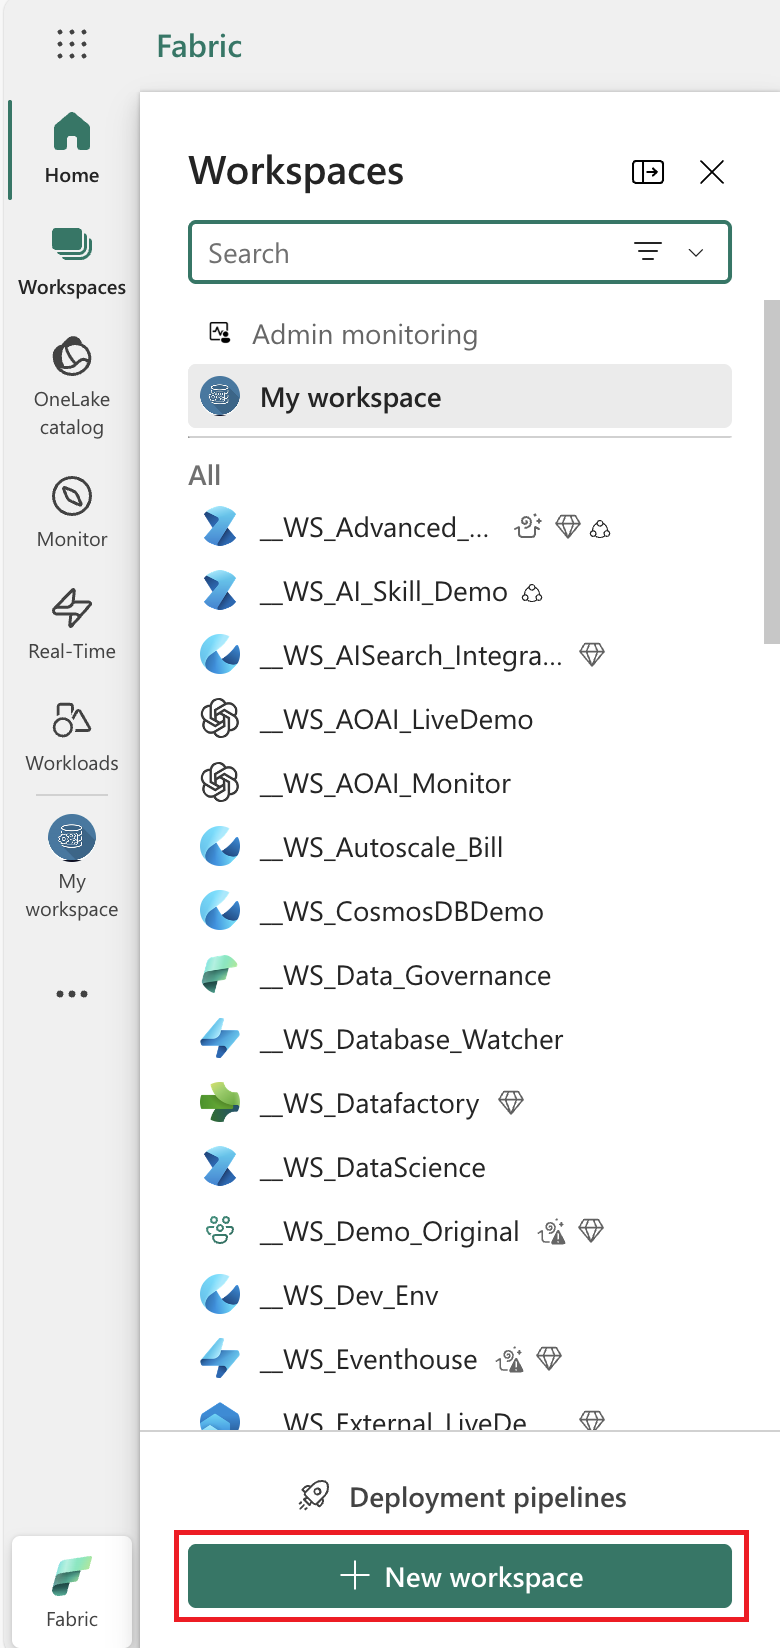 Fabric
Home
Workspaces
OneLake
catalog
Monitor
Real-Time
Workloads
My
workspace
Fabric
Workspaces
Search
Admin monitoring
My workspace
All
__WS_Advanced_...
__WS_AI_Skill_Demo
__WS_AISearch_Integra...
__WS_AOAI_LiveDemo
__WS_AOAI_Monitor
__WS_Autoscale_Bill
__WS_CosmosDBDemo
__WS_Data_Governance
__WS_Database_Watcher
__WS_Datafactory
__WS_DataScience
__WS_Demo_Original
__WS_Dev_Env
__WS_Eventhouse
__WS_External_LiveDe
Deployment pipelines
New workspace